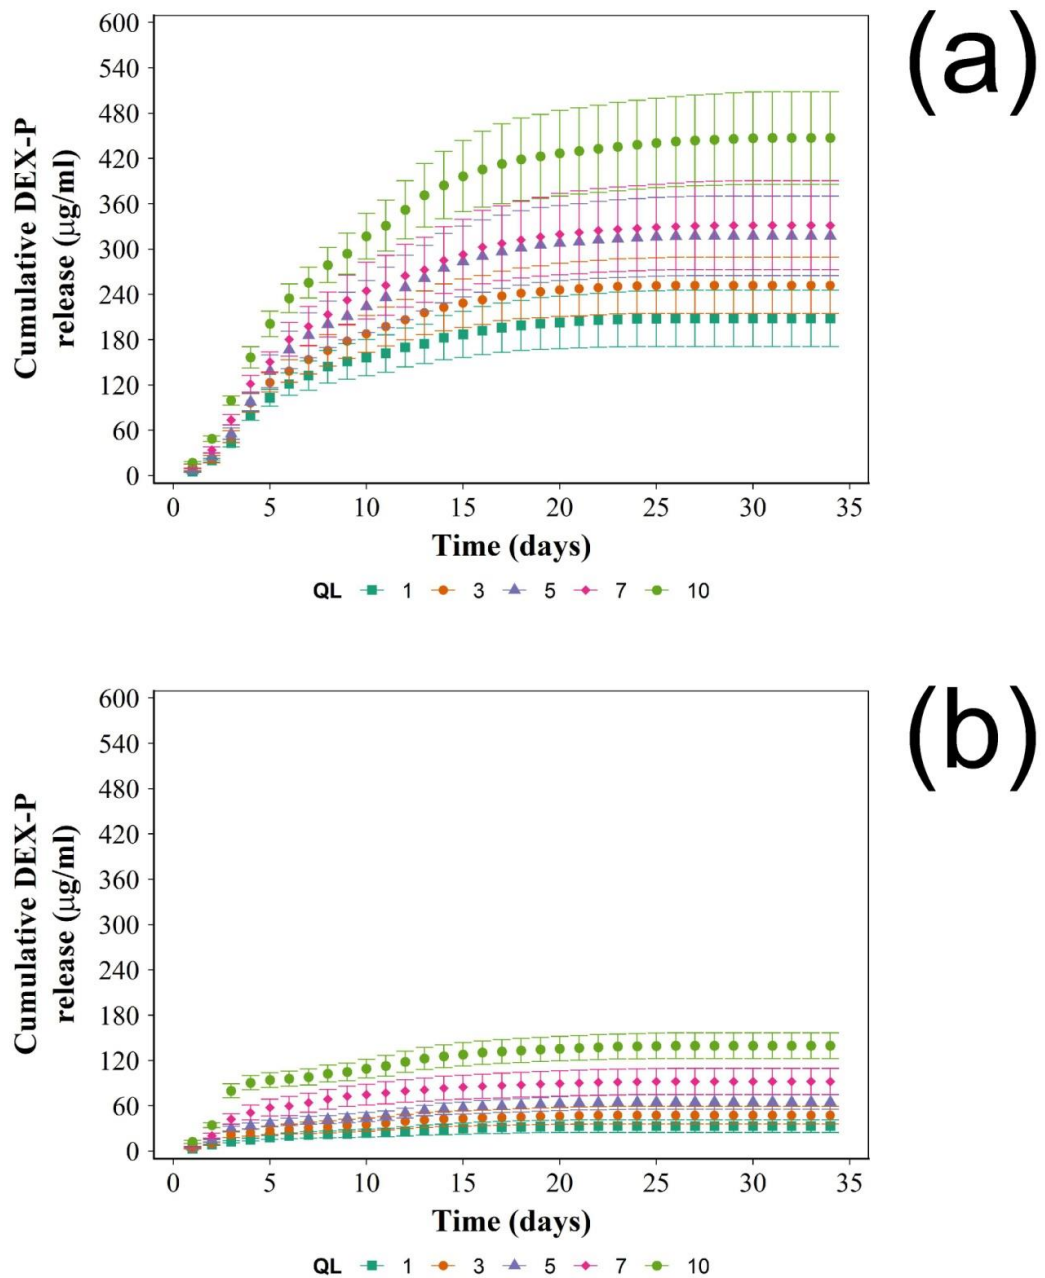 (a)
600
540
480
420
360
300
240
180
120
60
0
Cumulative DEX-P
release (µg/ml)
0 5 10 15 20 25 30 35
Time (days)
QL 1 3 5 7 10
(b)
600
540
480
420
360
300
240
180
120
60
0
Cumulative DEX-P
release (µg/ml)
0 5 10 15 20 25 30 35
Time (days)
QL 1 3 5 7 10